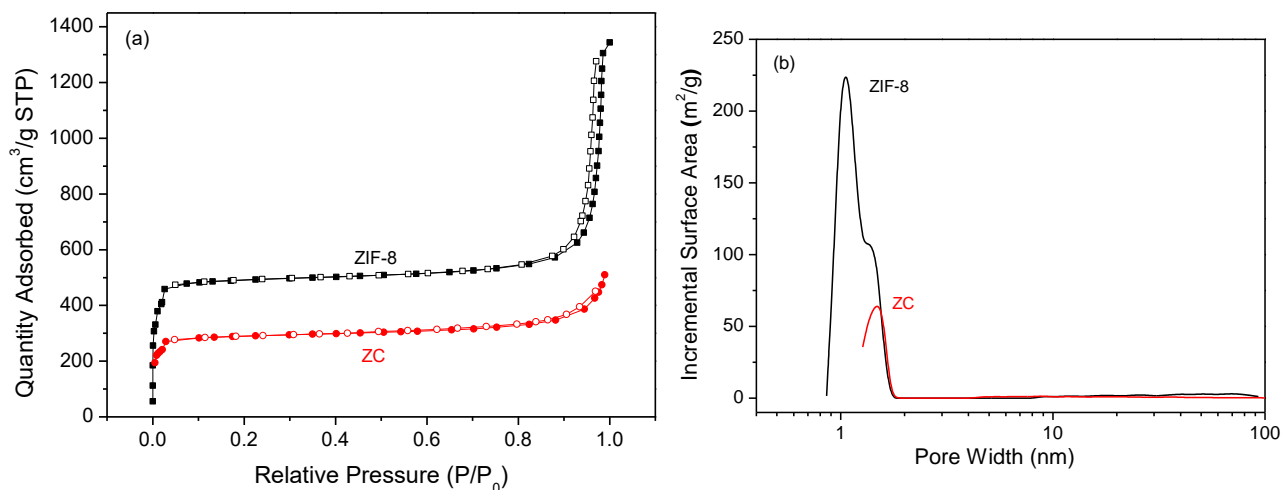 (a)
Quantity Adsorbed (cm³/g STP)
1400
1200
1000
800
600
400
200
0
ZIF-8
ZC
0.0 0.2 0.4 0.6 0.8 1.0
Relative Pressure (P/P₀)
(b)
Incremental Surface Area (m²/g)
250
200
150
100
50
0
ZIF-8
ZC
1 10 100
Pore Width (nm)